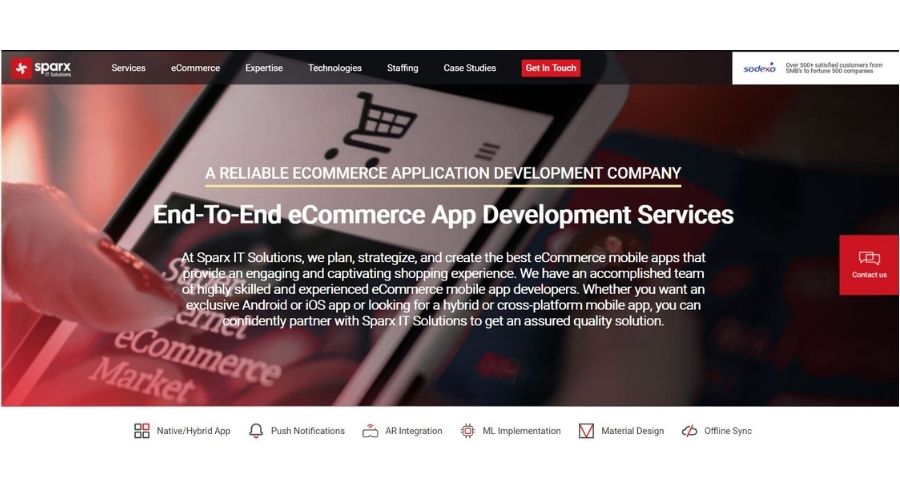 sparx
IT Solutions
Services
eCommerce
Expertise
Technologies
Staffing
Case Studies
Get In Touch
sodexo
Over 500+ satisfied customers from
SMB's to fortune 500 companies
A RELIABLE ECOMMERCE APPLICATION DEVELOPMENT COMPANY
End-To-End eCommerce App Development Services
At Sparx IT Solutions, we plan, strategize, and create the best eCommerce mobile apps that
provide an engaging and captivating shopping experience. We have an accomplished team
of highly skilled and experienced eCommerce mobile app developers. Whether you want an
exclusive Android or iOS app or looking for a hybrid or cross-platform mobile app, you can
confidently partner with Sparx IT Solutions to get an assured quality solution.
eCommerce
Market
Contact us
Native/Hybrid App
Push Notifications
AR Integration
ML Implementation
Material Design
Offline Sync